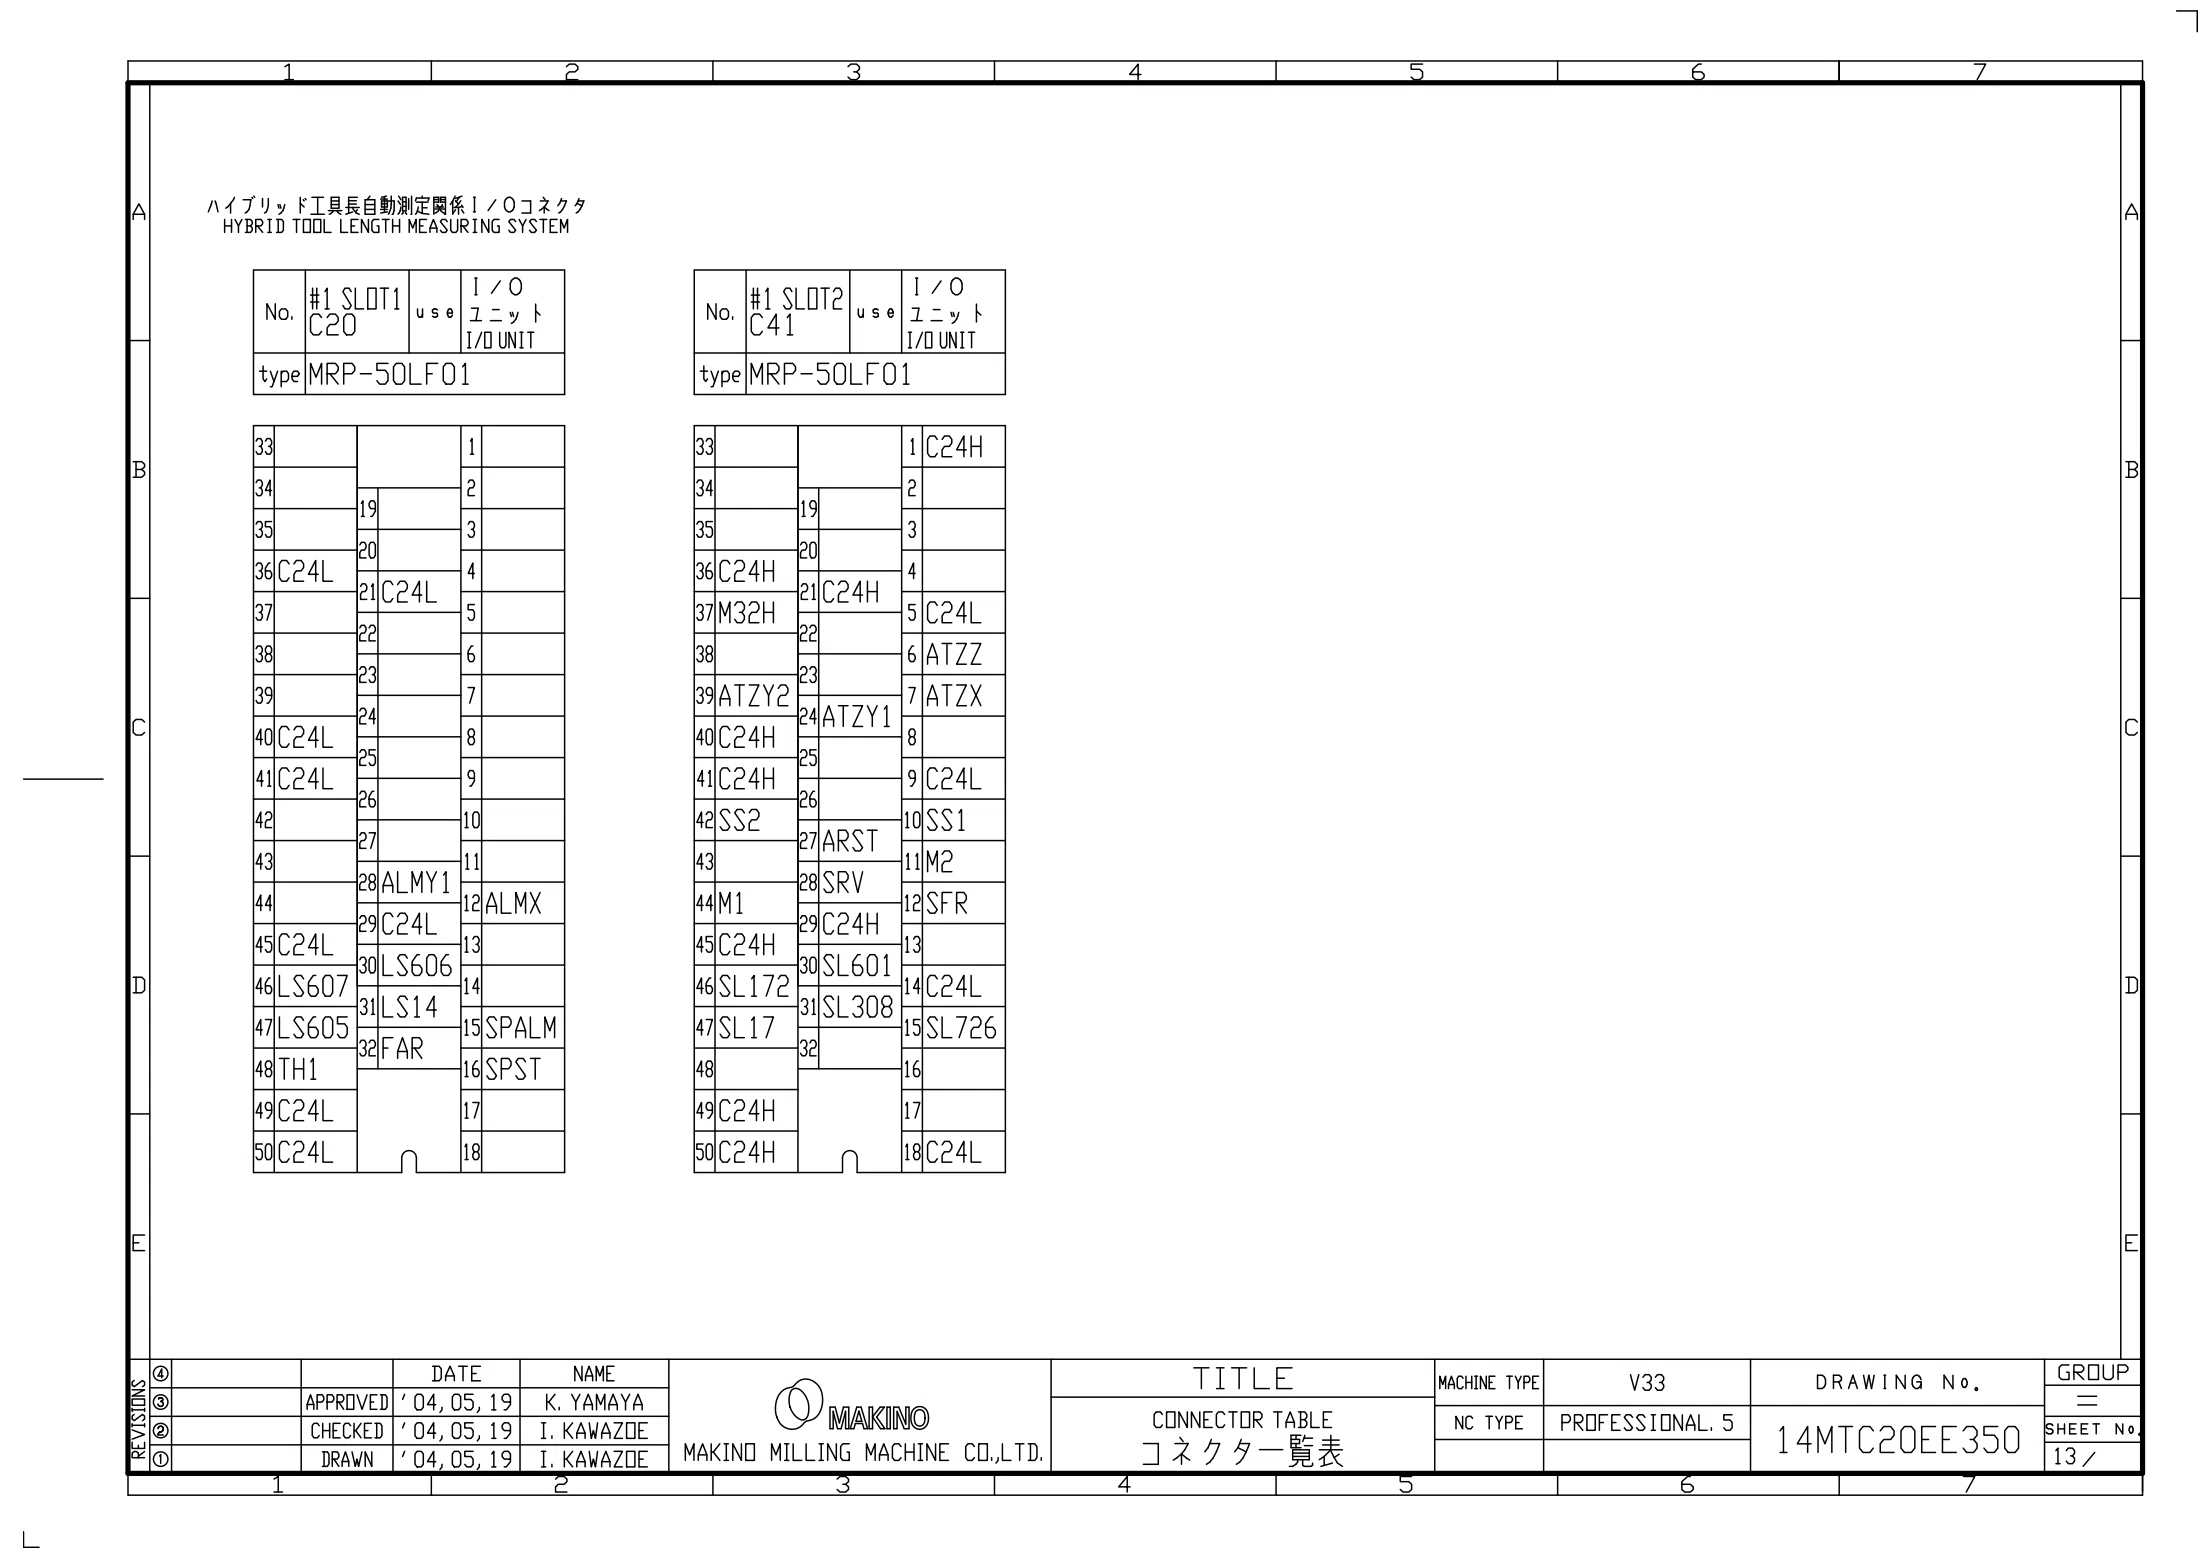 1 2 3 4 5 6 7
A A
ハイブリッド工具長自動測定関係I/Oコネクタ
HYBRID TOOL LENGTH MEASURING SYSTEM
No. #1 SLOT1 C20 use I/O ユニット I/O UNIT
type MRP-50LF01
No. #1 SLOT2 C41 use I/O ユニット I/O UNIT
type MRP-50LF01
B B
C C
D D
E E
33
34
35
36 C24L
37
38
39
40 C24L
41 C24L
42
43
44
45 C24L
46 LS607
47 LS605
48 TH1
49 C24L
50 C24L
19
20
21 C24L
22
23
24
25
26
27
28 ALMY1
29 C24L
30 LS606
31 LS14
32 FAR
1
2
3
4
5
6
7
8
9
10
11
12 ALMX
13
14
15 SPALM
16 SPST
17
18
33
34
35
36 C24H
37 M32H
38
39 ATZY2
40 C24H
41 C24H
42 SS2
43
44 M1
45 C24H
46 SL172
47 SL17
48
49 C24H
50 C24H
19
20
21 C24H
22
23
24 ATZY1
25
26
27 ARST
28 SRV
29 C24H
30 SL601
31 SL308
32
1 C24H
2
3
4
5 C24L
6 ATZZ
7 ATZX
8
9 C24L
10 SS1
11 M2
12 SFR
13
14 C24L
15 SL726
16
17
18 C24L
REVISIONS
④ DATE NAME
③ APPROVED '04,05,19 K. YAMAYA
② CHECKED '04,05,19 I. KAWAZOE
① DRAWN '04,05,19 I. KAWAZOE
MAKINO
MAKINO MILLING MACHINE CO.,LTD.
TITLE
CONNECTOR TABLE
コネクタ一覧表
MACHINE TYPE V33
NC TYPE PROFESSIONAL. 5
DRAWING No.
14MTC20EE350
GROUP
=
SHEET No.
13/
1 2 3 4 5 6 7